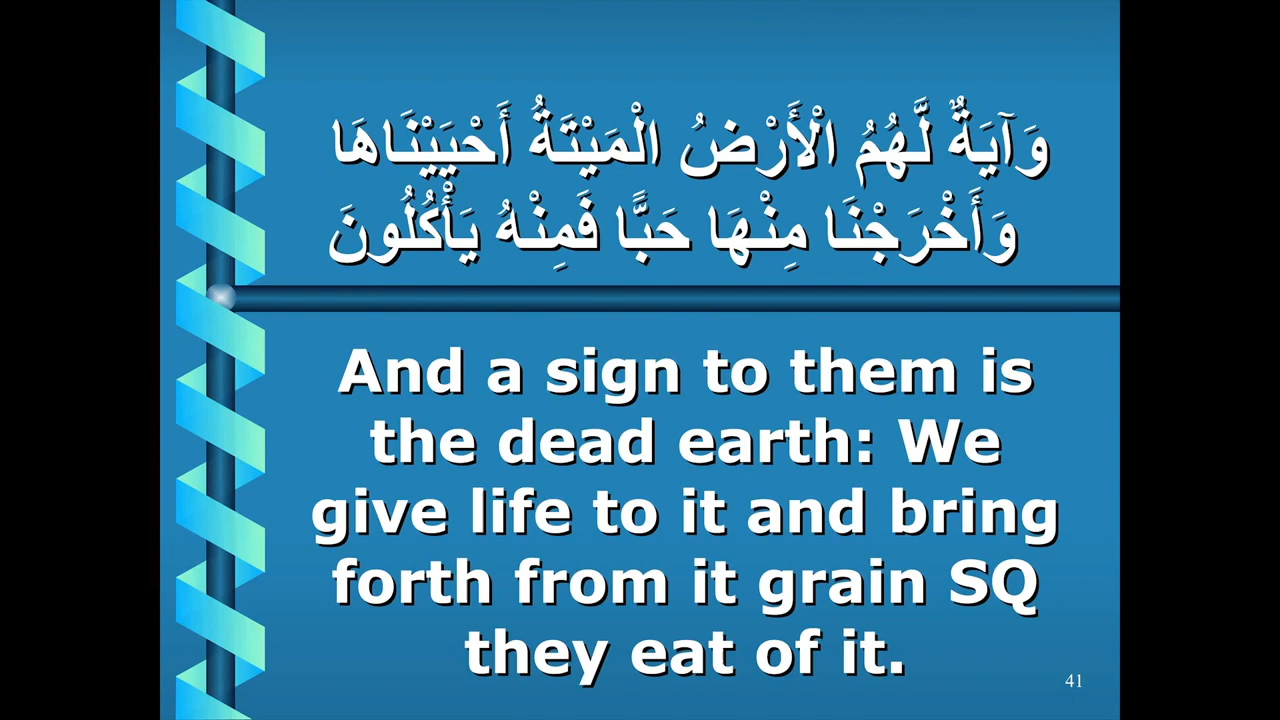 وَآيَةٌ لَّهُمُ الْأَرْضُ الْمَيْتَةُ أَحْيَيْنَاهَا
وَأَخْرَجْنَا مِنْهَا حَبًّا فَمِنْهُ يَأْكُلُونَ
And a sign to them is
the dead earth: We
give life to it and bring
forth from it grain SQ
they eat of it.
41